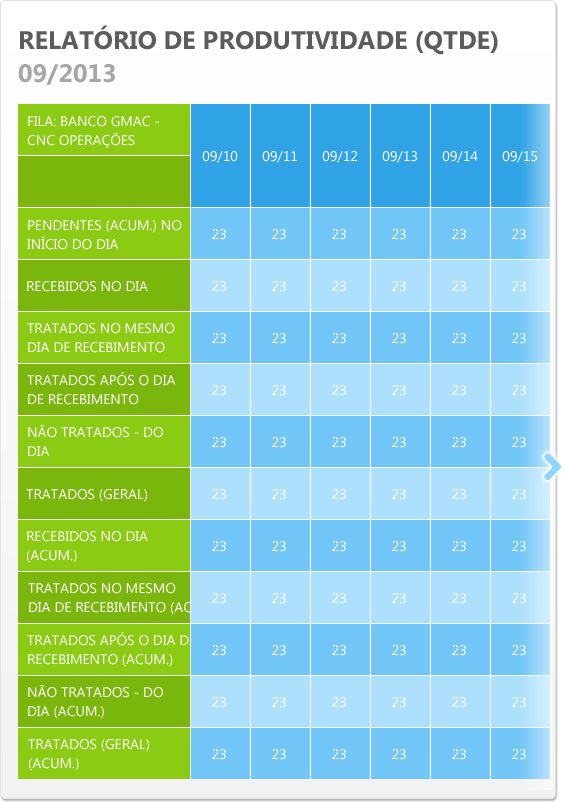 RELATÓRIO DE PRODUTIVIDADE (QTDE)
09/2013
FILA: BANCO GMAC -
CNC OPERAÇÕES
09/10 09/11 09/12 09/13 09/14 09/15
PENDENTES (ACUM.) NO
INÍCIO DO DIA
23 23 23 23 23 23
RECEBIDOS NO DIA 23 23 23 23 23 23
TRATADOS NO MESMO
DIA DE RECEBIMENTO
23 23 23 23 23 23
TRATADOS APÓS O DIA
DE RECEBIMENTO
23 23 23 23 23 23
NÃO TRATADOS - DO
DIA
23 23 23 23 23 23
TRATADOS (GERAL) 23 23 23 23 23 23
RECEBIDOS NO DIA
(ACUM.)
23 23 23 23 23 23
TRATADOS NO MESMO
DIA DE RECEBIMENTO (AC
23 23 23 23 23 23
TRATADOS APÓS O DIA D
RECEBIMENTO (ACUM.)
23 23 23 23 23 23
NÃO TRATADOS - DO
DIA (ACUM.)
23 23 23 23 23 23
TRATADOS (GERAL)
(ACUM.)
23 23 23 23 23 23